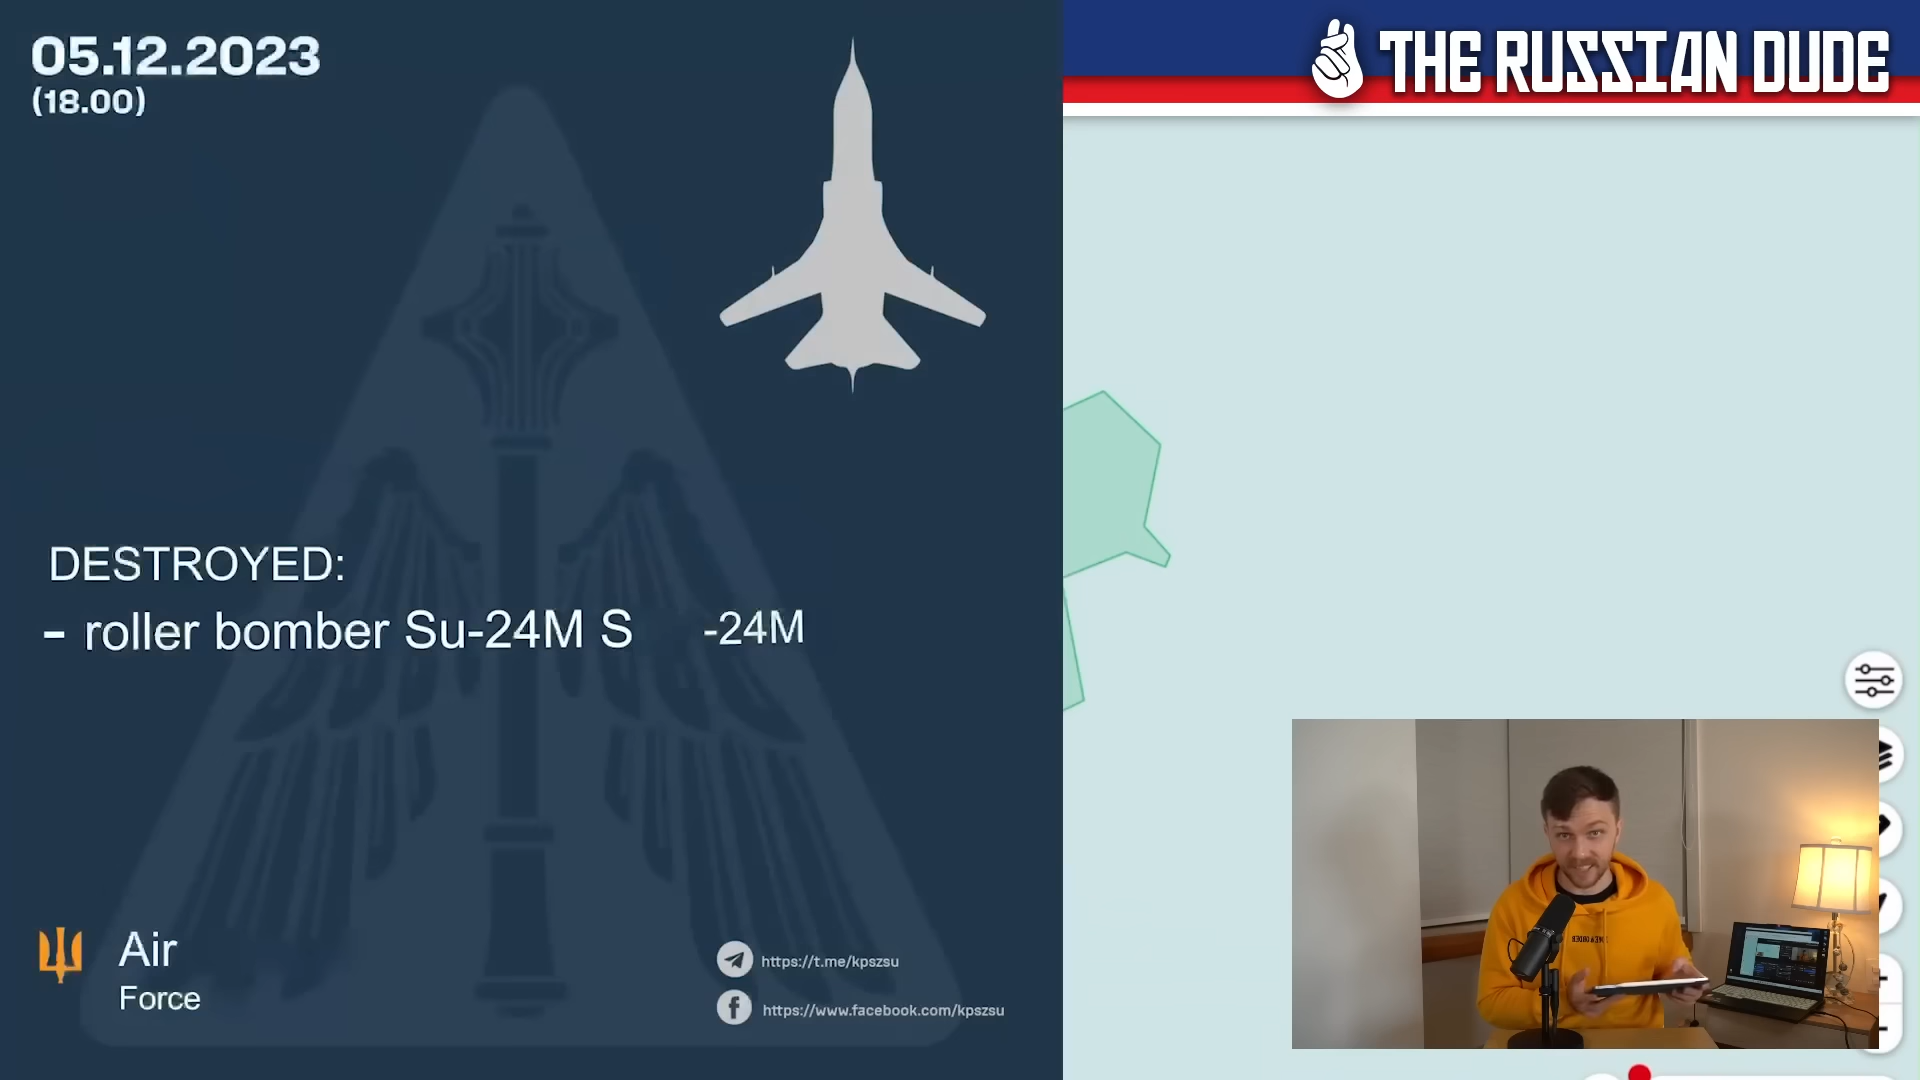 05.12.2023
(18.00)
THE RUSSIAN DUDE
DESTROYED:
- roller bomber Su-24M S -24M
Air
Force
https://t.me/kpszsu
https://www.facebook.com/kpszsu